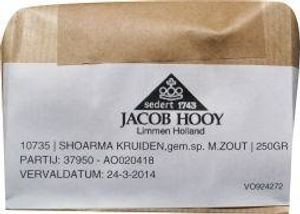 sedert 1743
JACOB HOOY
Limmen Holland
10735 | SHOARMA KRUIDEN,gem.sp. M.ZOUT | 250GR
PARTIJ: 37950 - AO020418
VERVALDATUM: 24-3-2014
VO924272